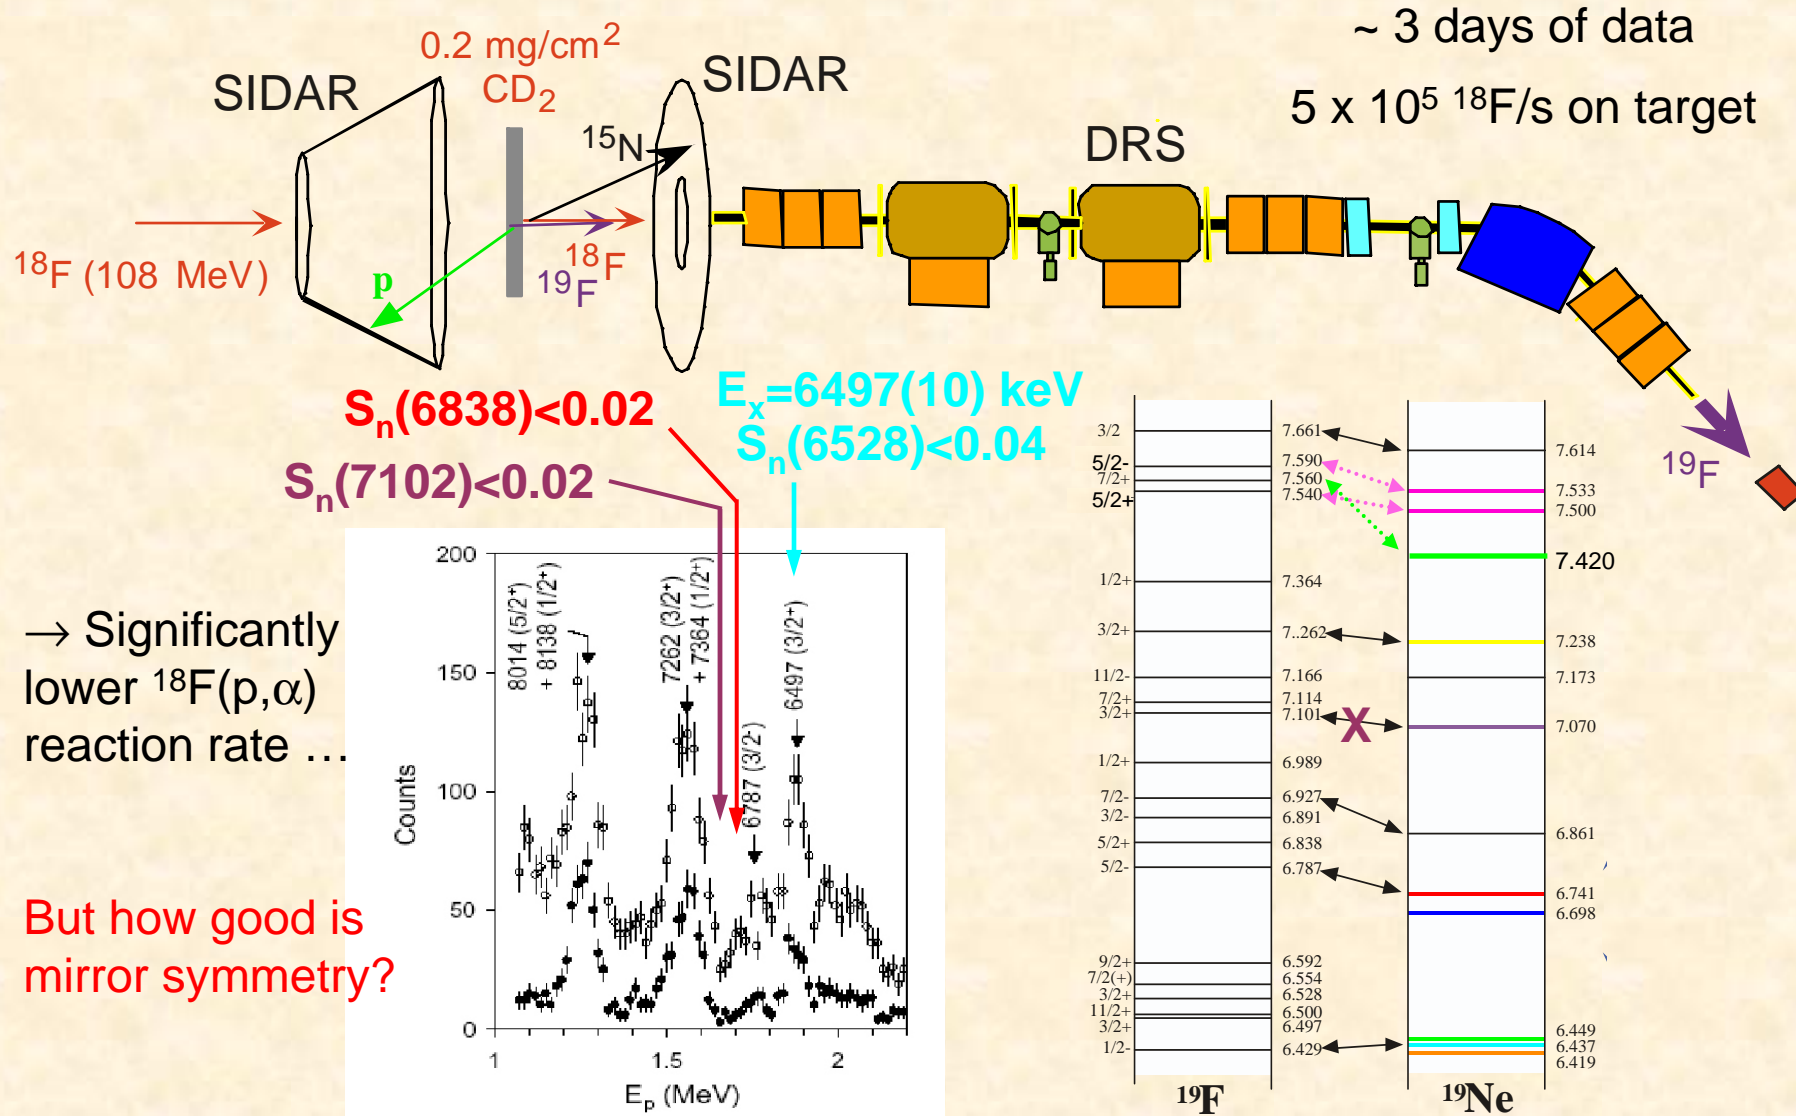 ~ 3 days of data
5 x 10⁵ ¹⁸F/s on target
0.2 mg/cm²
CD₂
SIDAR
SIDAR
¹⁵N
DRS
¹⁸F (108 MeV)
p
¹⁸F
¹⁹F
¹⁹F
Sₙ(6838)<0.02
Eₓ=6497(10) keV
Sₙ(6528)<0.04
Sₙ(7102)<0.02
→ Significantly
lower ¹⁸F(p,α)
reaction rate …
But how good is
mirror symmetry?
200
150
100
50
0
Counts
8014 (5/2⁺)
+ 8138 (1/2⁺)
7262 (3/2⁺)
+ 7364 (1/2⁺)
6787 (3/2⁻)
6497 (3/2⁺)
1
1.5
2
Eₚ (MeV)
3/2 7.661
5/2- 7.590
7/2+ 7.560
5/2+ 7.540
1/2+ 7.364
3/2+ 7..262
11/2- 7.166
7/2+ 7.114
3/2+ 7.101
X
1/2+ 6.989
7/2- 6.927
3/2- 6.891
5/2+ 6.838
5/2- 6.787
9/2+ 6.592
7/2(+) 6.554
3/2+ 6.528
11/2+ 6.500
3/2+ 6.497
1/2- 6.429
¹⁹F
7.614
7.533
7.500
7.420
7.238
7.173
7.070
6.861
6.741
6.698
6.449
6.437
6.419
¹⁹Ne